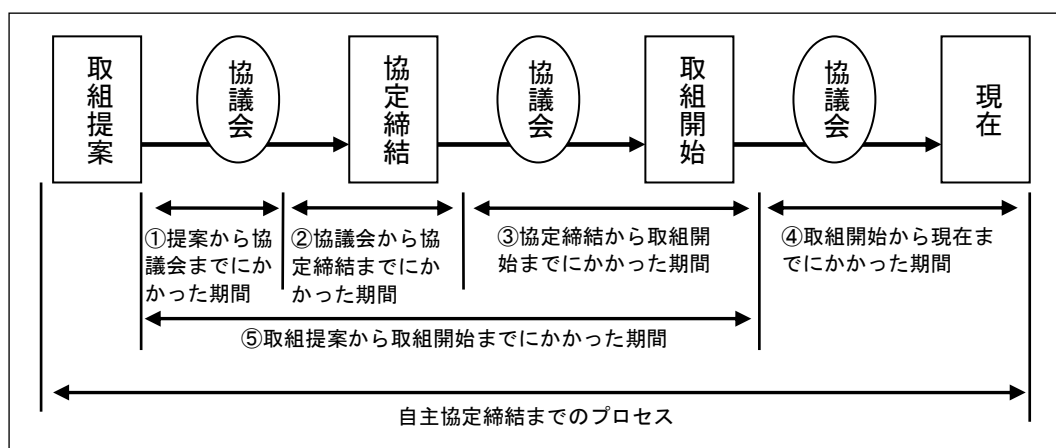 取組提案
協議会
協定締結
協議会
取組開始
協議会
現在
①提案から協
議会までにか
かった期間
②協議会から協
定締結までにか
かった期間
③協定締結から取組開
始までにかかった期間
④取組開始から現在ま
でにかかった期間
⑤取組提案から取組開始までにかかった期間
自主協定締結までのプロセス